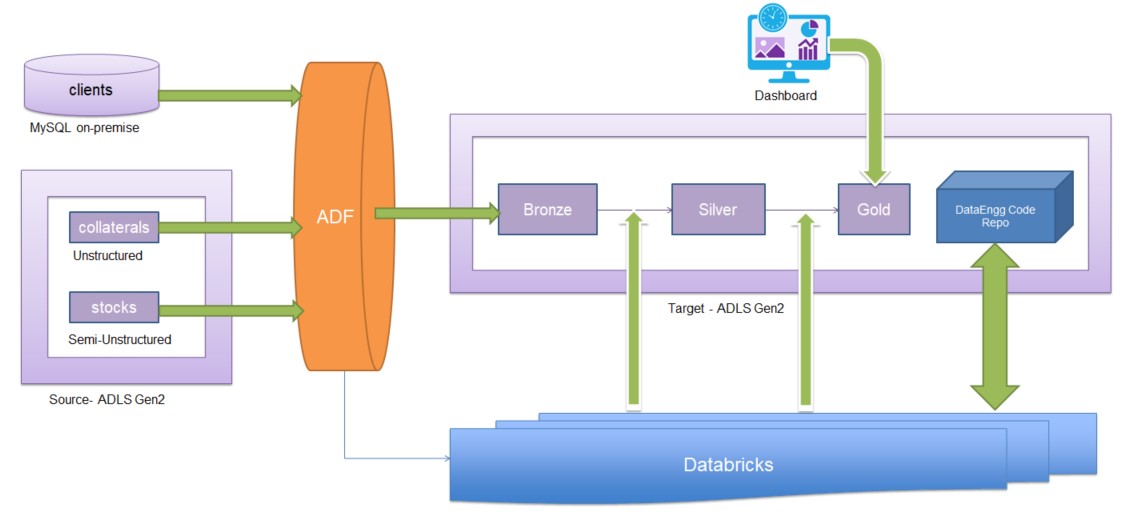 Dashboard
clients
MySQL on-premise
ADF
collaterals
Unstructured
stocks
Semi-Unstructured
Source- ADLS Gen2
Bronze
Silver
Gold
DataEngg Code
Repo
Target - ADLS Gen2
Databricks